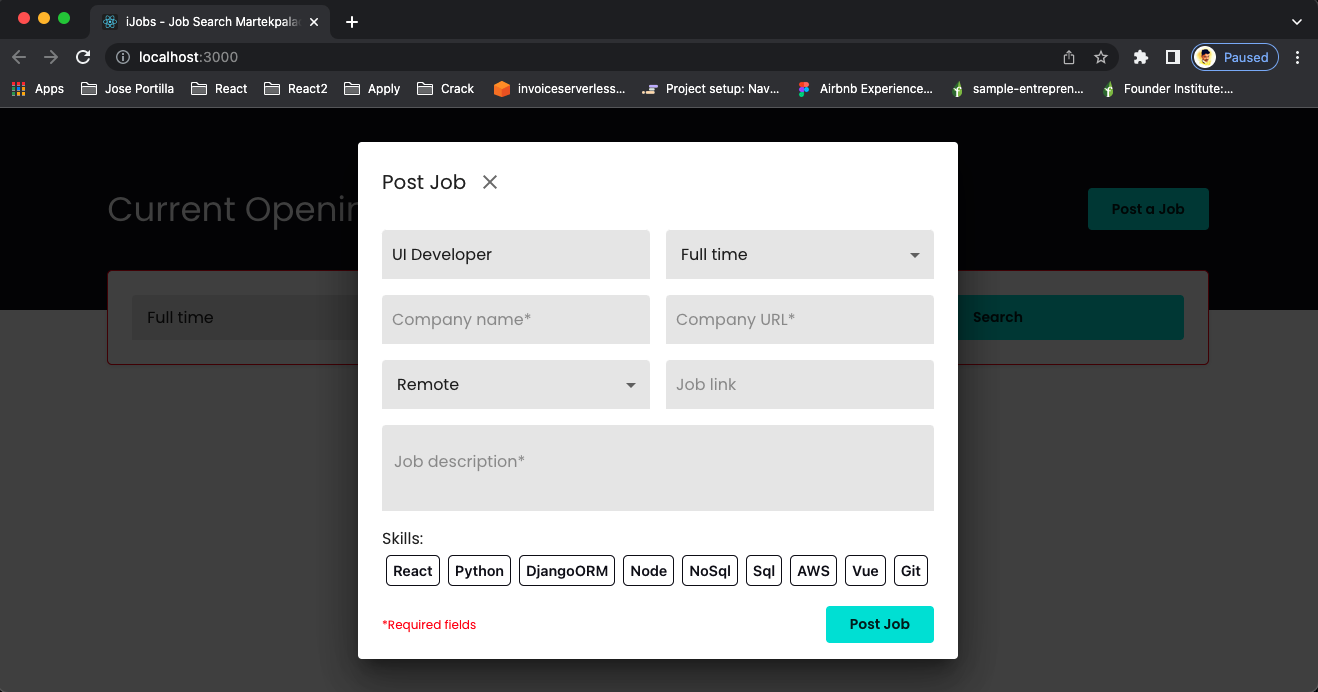 iJobs - Job Search Martekpala
localhost:3000
Paused
Apps Jose Portilla React React2 Apply Crack invoiceserverless... Project setup: Nav... Airbnb Experience... sample-entrepren... Founder Institute:...
Current Openin
Post a Job
Full time
Search
Post Job
UI Developer Full time
Company name* Company URL*
Remote Job link
Job description*
Skills:
React Python DjangoORM Node NoSql Sql AWS Vue Git
*Required fields Post Job